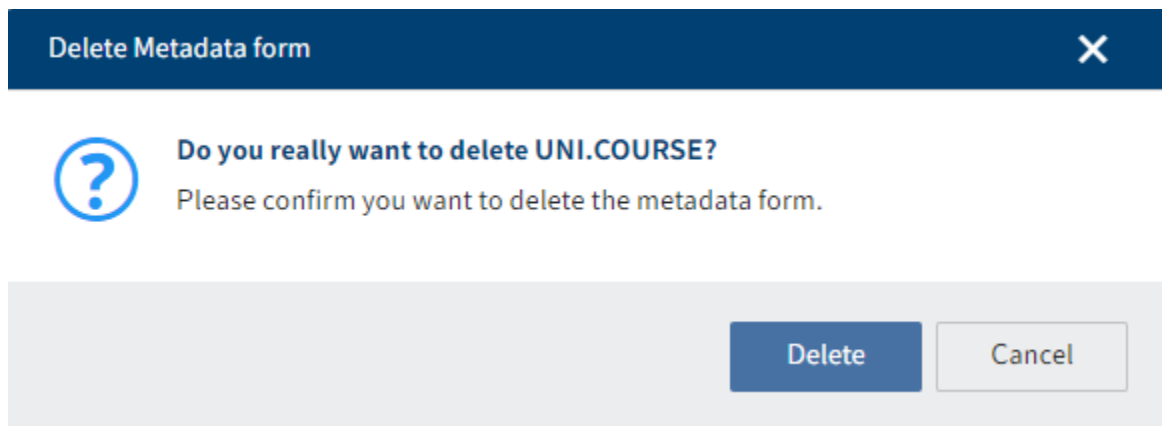 Delete Metadata form
Do you really want to delete UNI.COURSE?
Please confirm you want to delete the metadata form.
Delete
Cancel